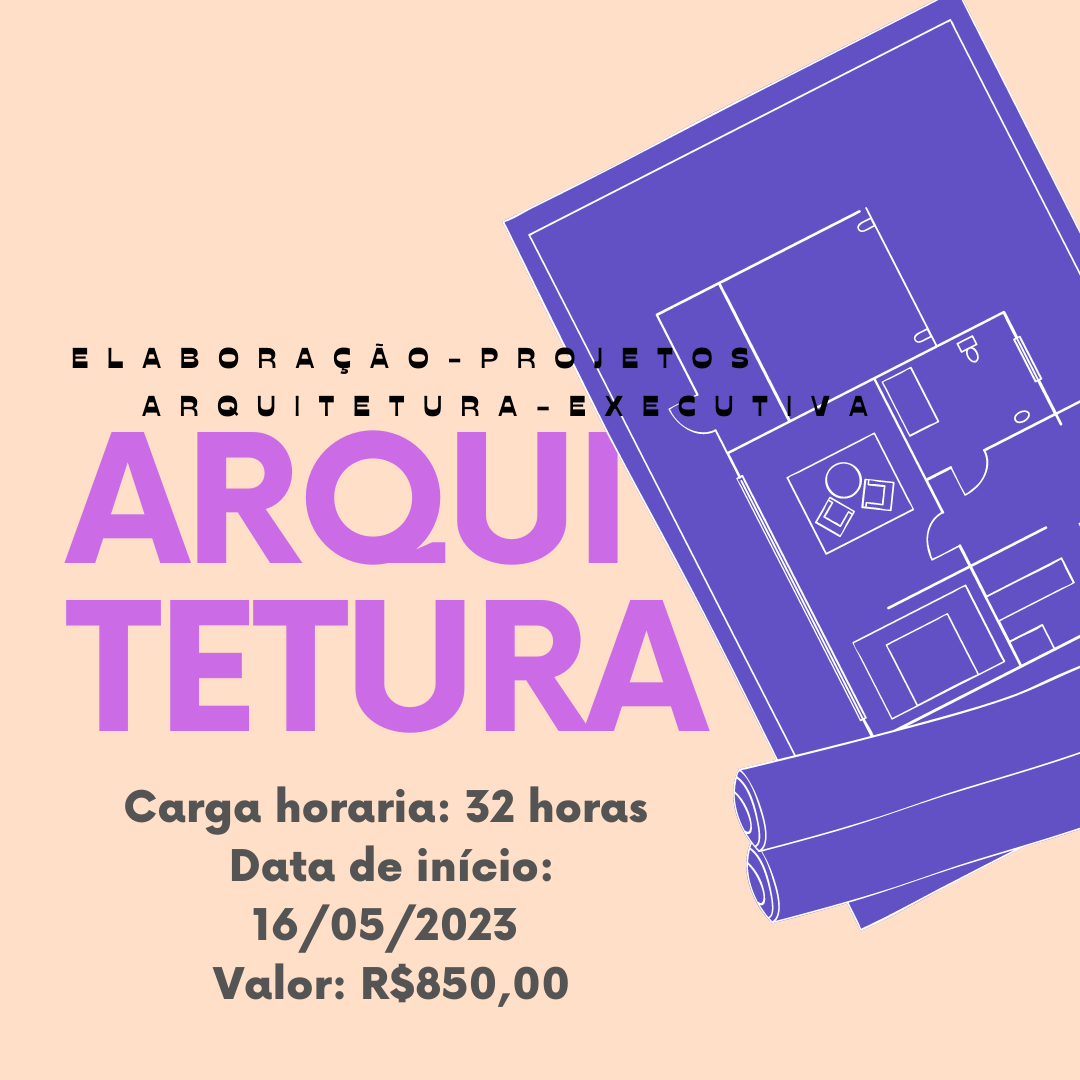 ELABORAÇÃO-PROJETOS
ARQUITETURA-EXECUTIVA
ARQUI
TETURA
Carga horaria: 32 horas
Data de início:
16/05/2023
Valor: R$850,00